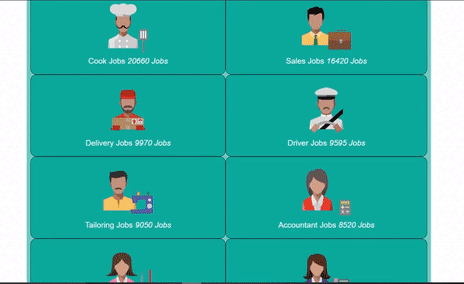 Cook Jobs 20660 Jobs
Sales Jobs 16420 Jobs
Delivery Jobs 9970 Jobs
Driver Jobs 9595 Jobs
Tailoring Jobs 9050 Jobs
Accountant Jobs 8520 Jobs